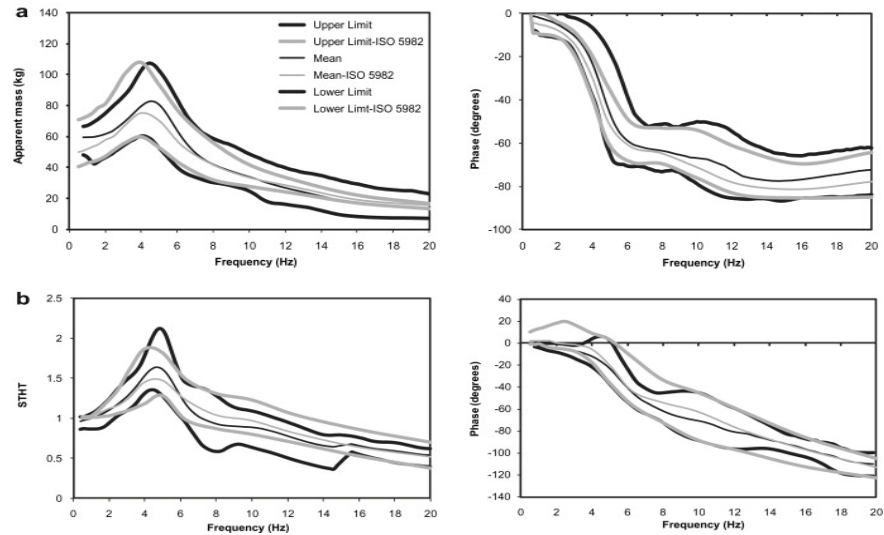 a
140
120
100
80
60
40
20
0
Apparent mass (kg)
0 2 4 6 8 10 12 14 16 18 20
Frequency (Hz)
Upper Limit
Upper Limit-ISO 5982
Mean
Mean-ISO 5982
Lower Limit
Lower Limt-ISO 5982
0
-20
-40
-60
-80
-100
Phase (degrees)
0 2 4 6 8 10 12 14 16 18 20
Frequency (Hz)
b
2.5
2
1.5
1
0.5
0
STHT
0 2 4 6 8 10 12 14 16 18 20
Frequency (Hz)
40
20
0
-20
-40
-60
-80
-100
-120
-140
Phase (degrees)
0 2 4 6 8 10 12 14 16 18 20
Frequency (Hz)